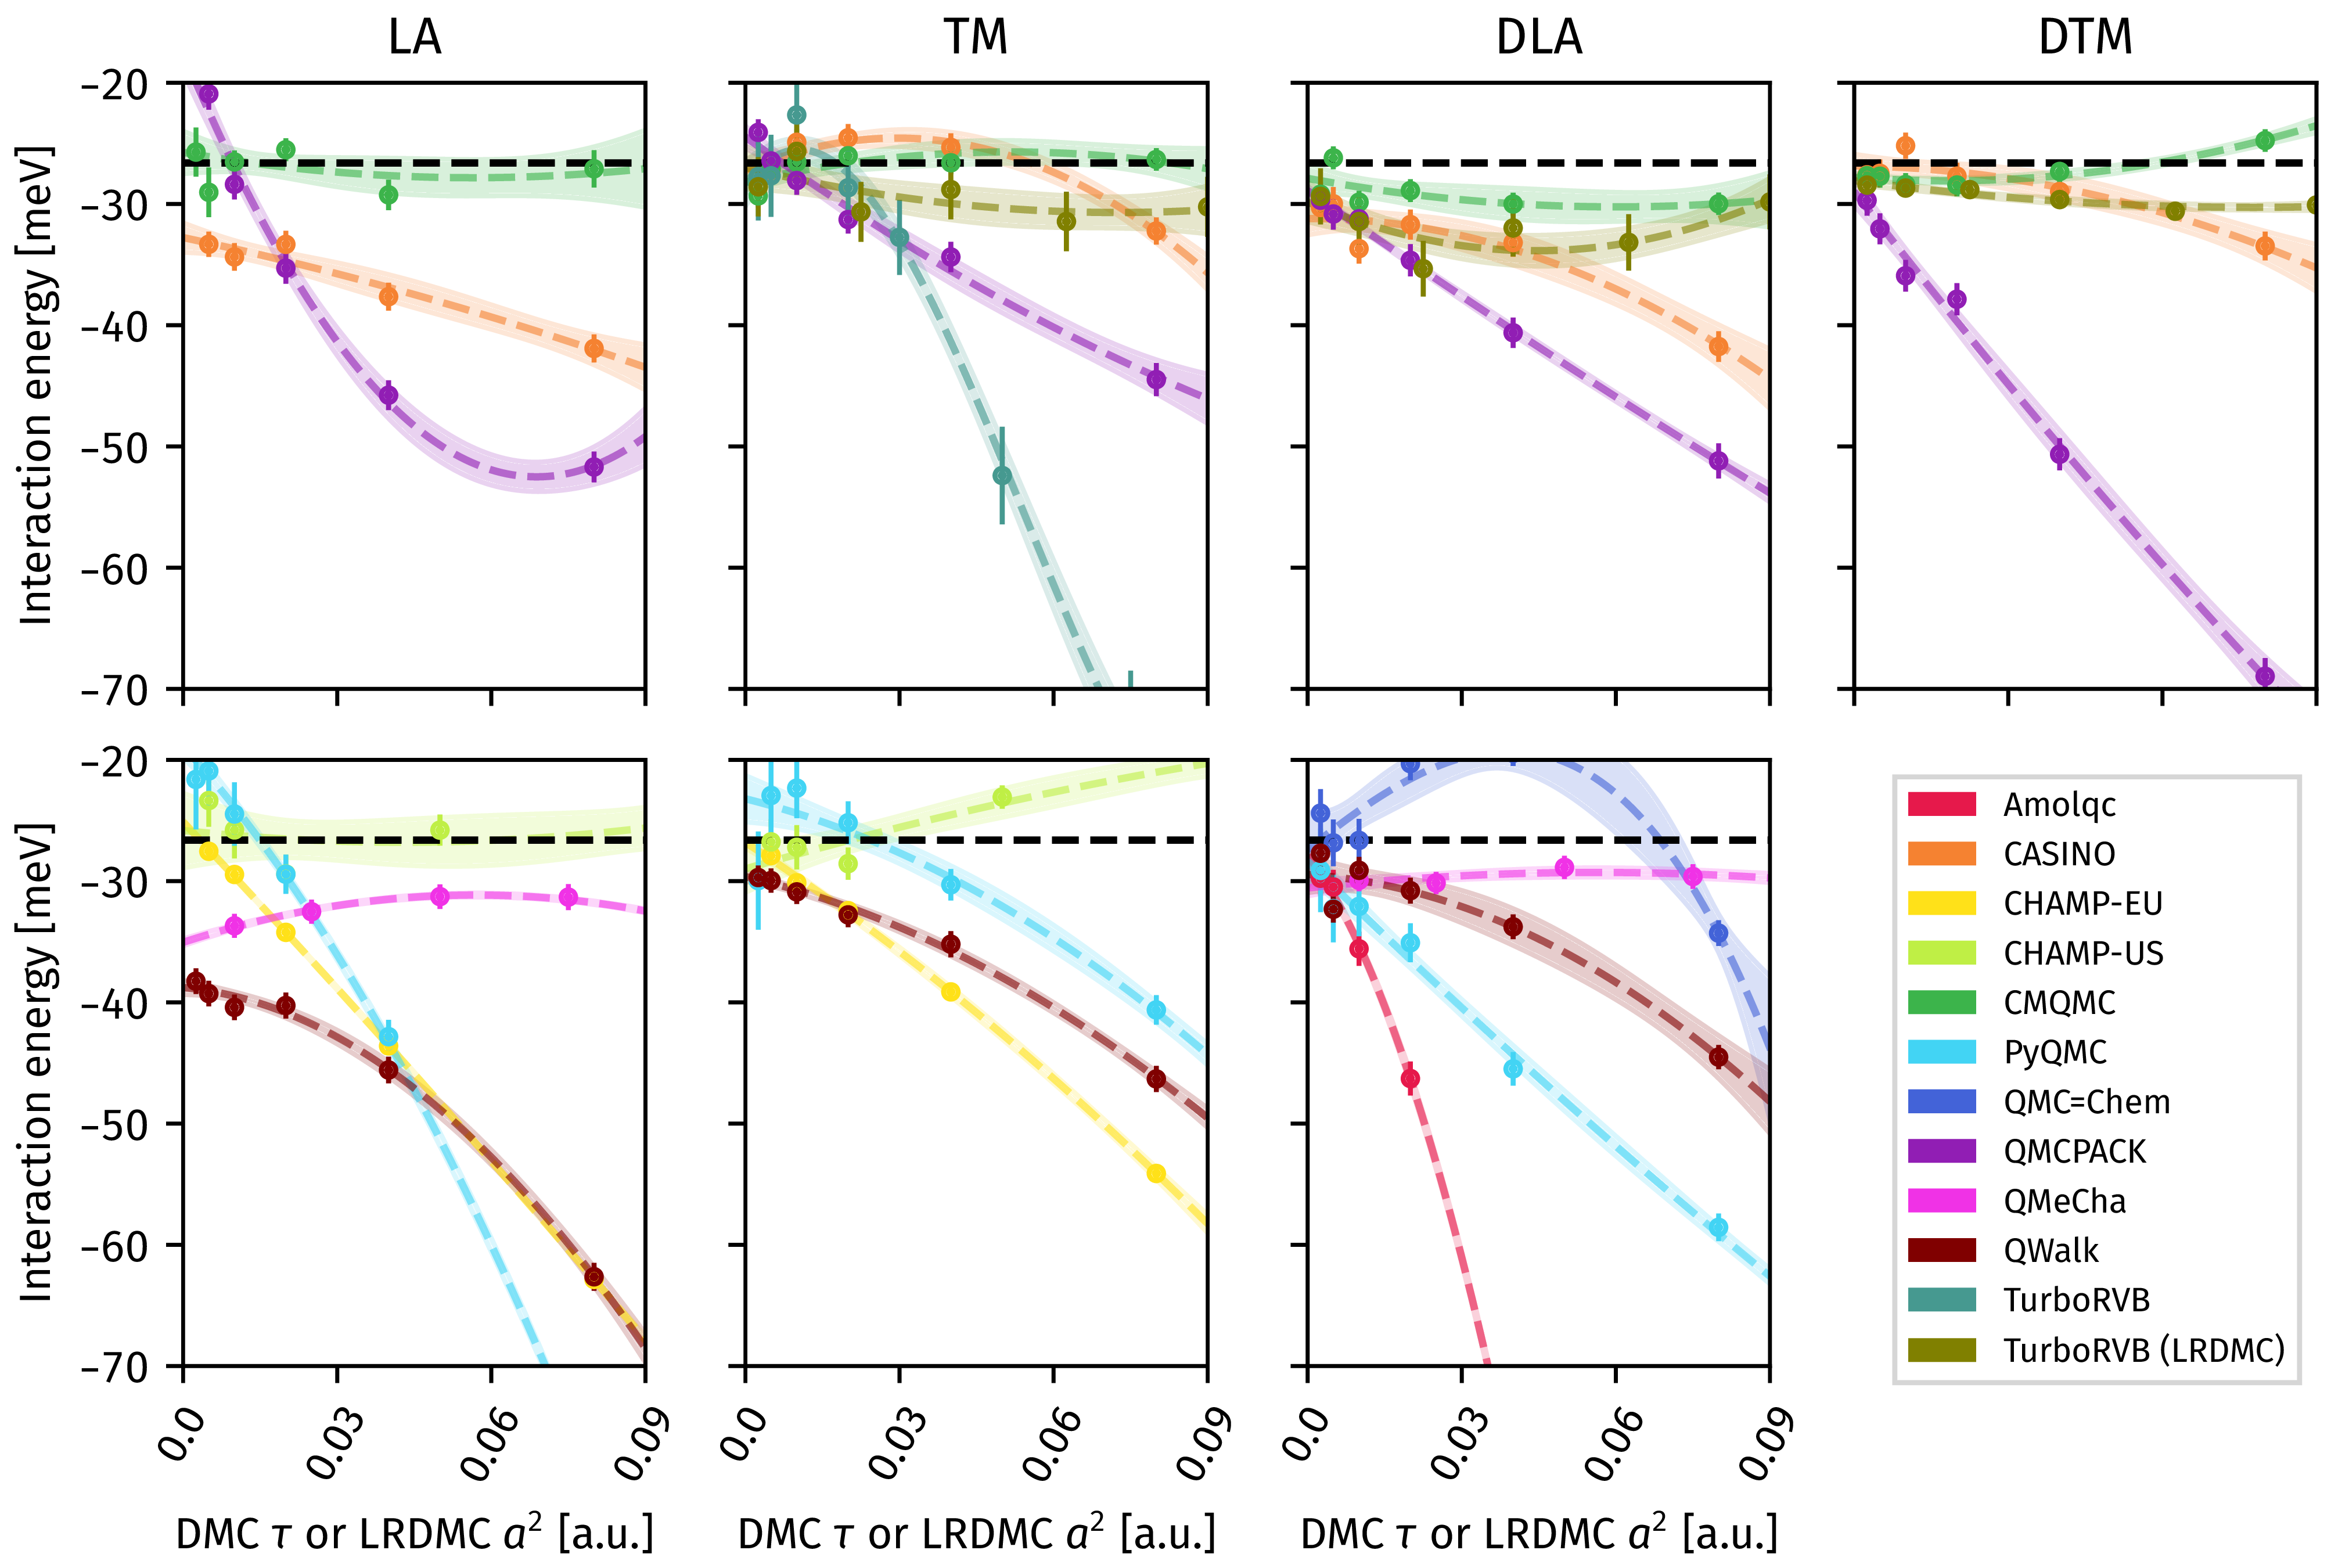 LA TM DLA DTM
Interaction energy [meV]
−20
−30
−40
−50
−60
−70
Interaction energy [meV]
−20
−30
−40
−50
−60
−70
0.0 0.03 0.06 0.09
0.0 0.03 0.06 0.09
0.0 0.03 0.06 0.09
DMC τ or LRDMC a² [a.u.]
DMC τ or LRDMC a² [a.u.]
DMC τ or LRDMC a² [a.u.]
Amolqc
CASINO
CHAMP-EU
CHAMP-US
CMQMC
PyQMC
QMC=Chem
QMCPACK
QMeCha
QWalk
TurboRVB
TurboRVB (LRDMC)